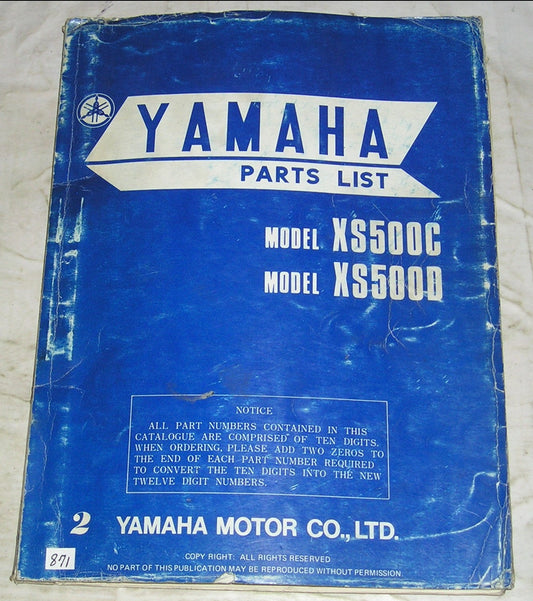 YAMAHA
PARTS LIST
MODEL XS500C
MODEL XS500D
NOTICE
ALL PART NUMBERS CONTAINED IN THIS
CATALOGUE ARE COMPRISED OF TEN DIGITS.
WHEN ORDERING, PLEASE ADD TWO ZEROS TO
THE END OF EACH PART NUMBER REQUIRED
TO CONVERT THE TEN DIGITS INTO THE NEW
TWELVE DIGIT NUMBERS.
2 YAMAHA MOTOR CO., LTD.
871
COPY RIGHT: ALL RIGHTS RESERVED
NO PART OF THIS PUBLICATION MAY BE REPRODUCED WITHOUT PERMISSION.